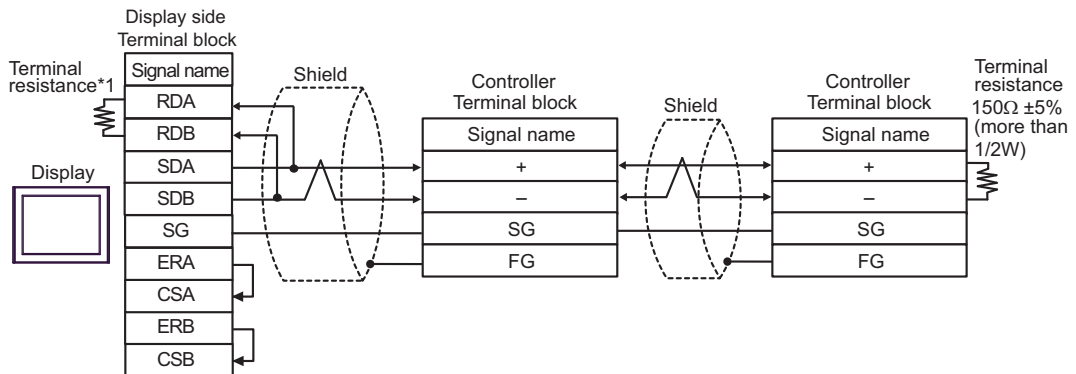 Display side
Terminal block
Terminal
resistance*1
Signal name
RDA
RDB
SDA
SDB
SG
ERA
CSA
ERB
CSB
Display
Shield
Controller
Terminal block
Signal name
+
–
SG
FG
Shield
Controller
Terminal block
Signal name
+
–
SG
FG
Terminal
resistance
150Ω ±5%
(more than
1/2W)